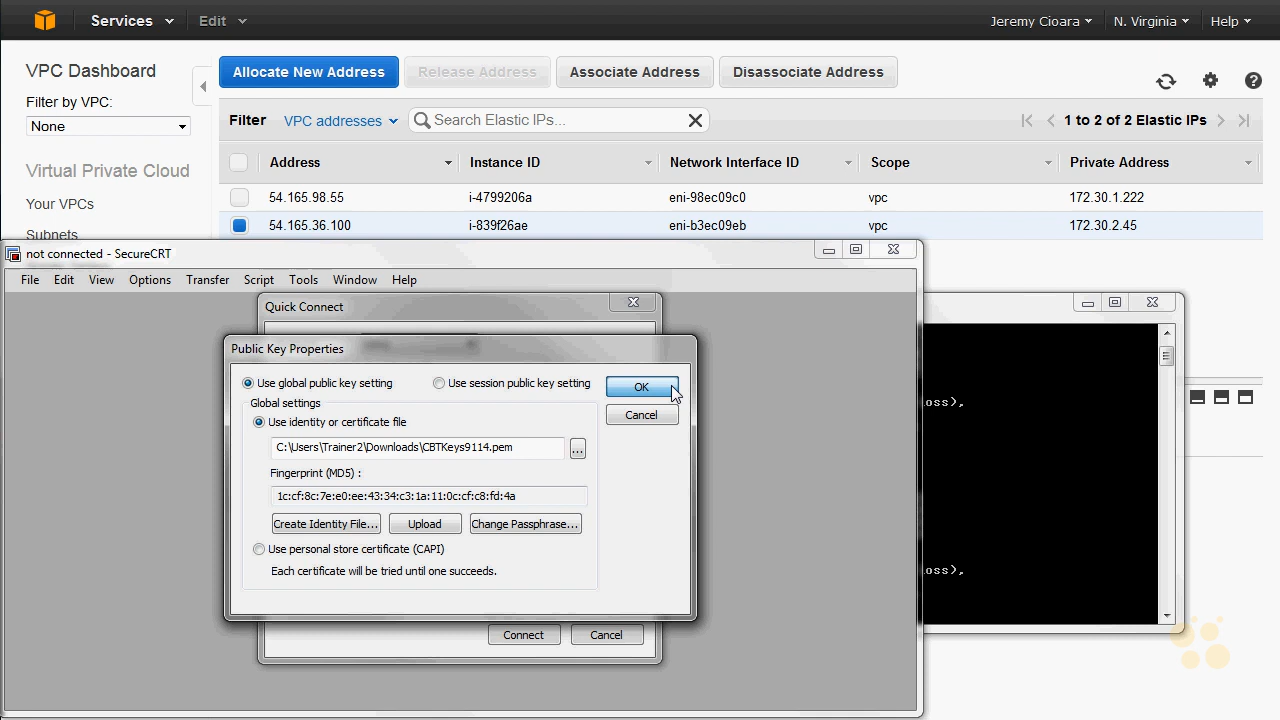 Services Edit Jeremy Cioara N. Virginia Help
VPC Dashboard
Filter by VPC:
None
Virtual Private Cloud
Your VPCs
Subnets
Allocate New Address Release Address Associate Address Disassociate Address
Filter VPC addresses Search Elastic IPs... 1 to 2 of 2 Elastic IPs
Address Instance ID Network Interface ID Scope Private Address
54.165.98.55 i-4799206a eni-98ec09c0 vpc 172.30.1.222
54.165.36.100 i-839f26ae eni-b3ec09eb vpc 172.30.2.45
not connected - SecureCRT
File Edit View Options Transfer Script Tools Window Help
Quick Connect
Public Key Properties
Use global public key setting Use session public key setting OK
Global settings Cancel
Use identity or certificate file
C:\Users\Trainer2\Downloads\CBTKeys9114.pem ...
Fingerprint (MD5) :
1c:cf:8c:7e:e0:ee:43:34:c3:1a:11:0c:cf:c8:fd:4a
Create Identity File... Upload Change Passphrase...
Use personal store certificate (CAPI)
Each certificate will be tried until one succeeds.
Connect Cancel
oss),
oss),